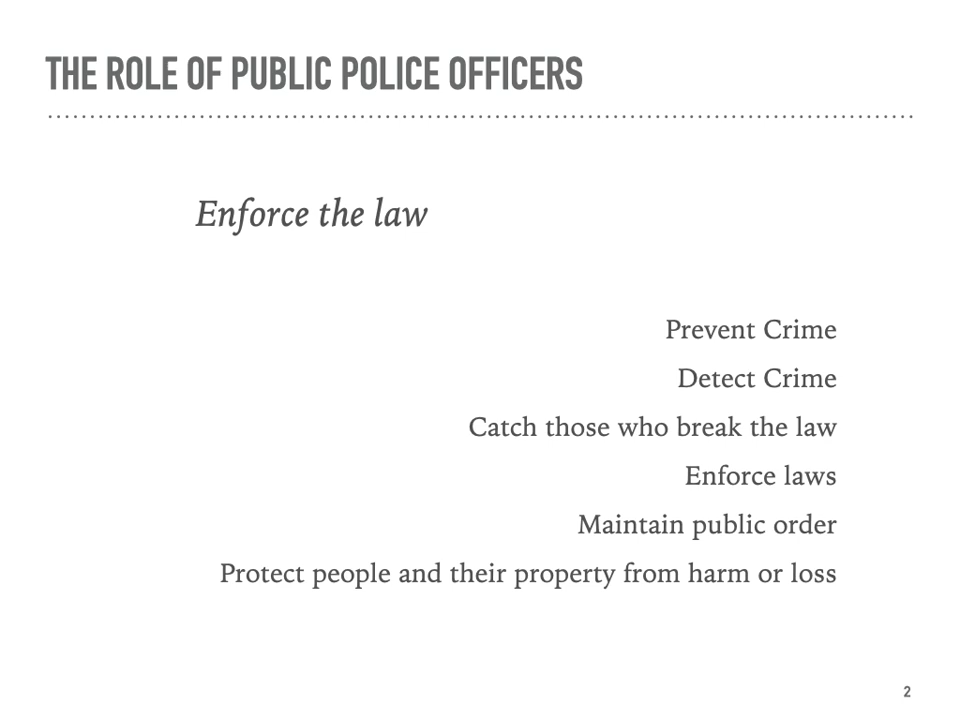 THE ROLE OF PUBLIC POLICE OFFICERS
Enforce the law
Prevent Crime
Detect Crime
Catch those who break the law
Enforce laws
Maintain public order
Protect people and their property from harm or loss
2